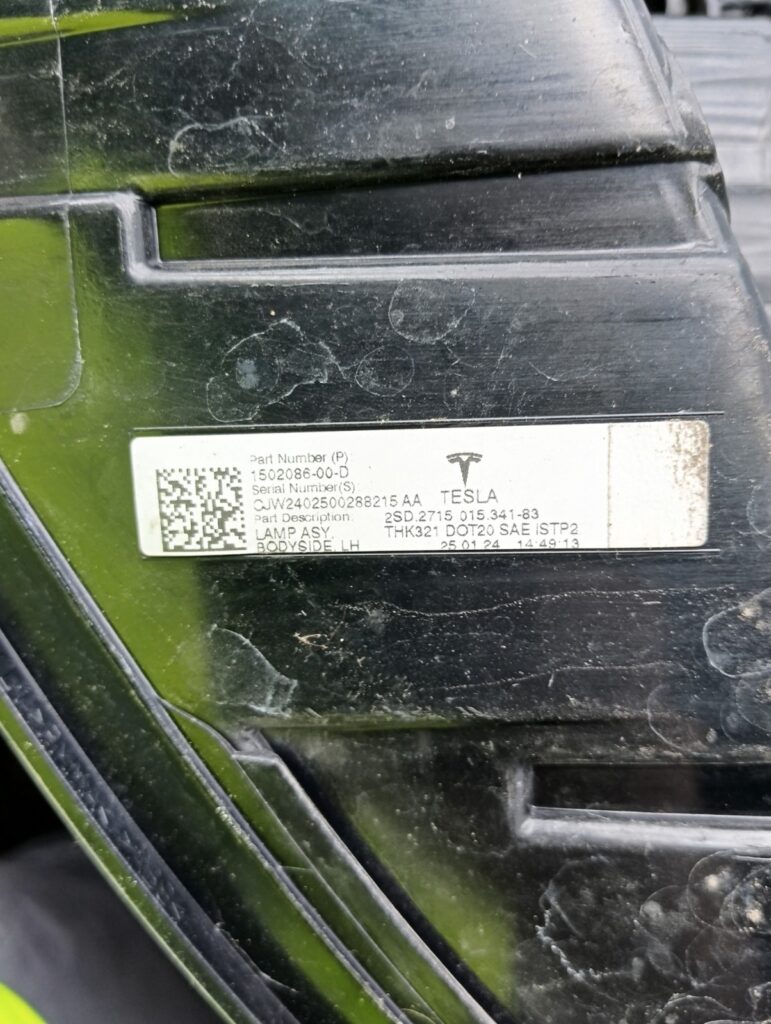 Part Number (P)
1502086-00-D
Serial Number(S)
CJW2402500288215 AA
TESLA
Part Description:
2SD.2715 015.341-83
LAMP ASY,
THK321 DOT20 SAE ISTP2
BODYSIDE, LH
25.01.24 14:49:13